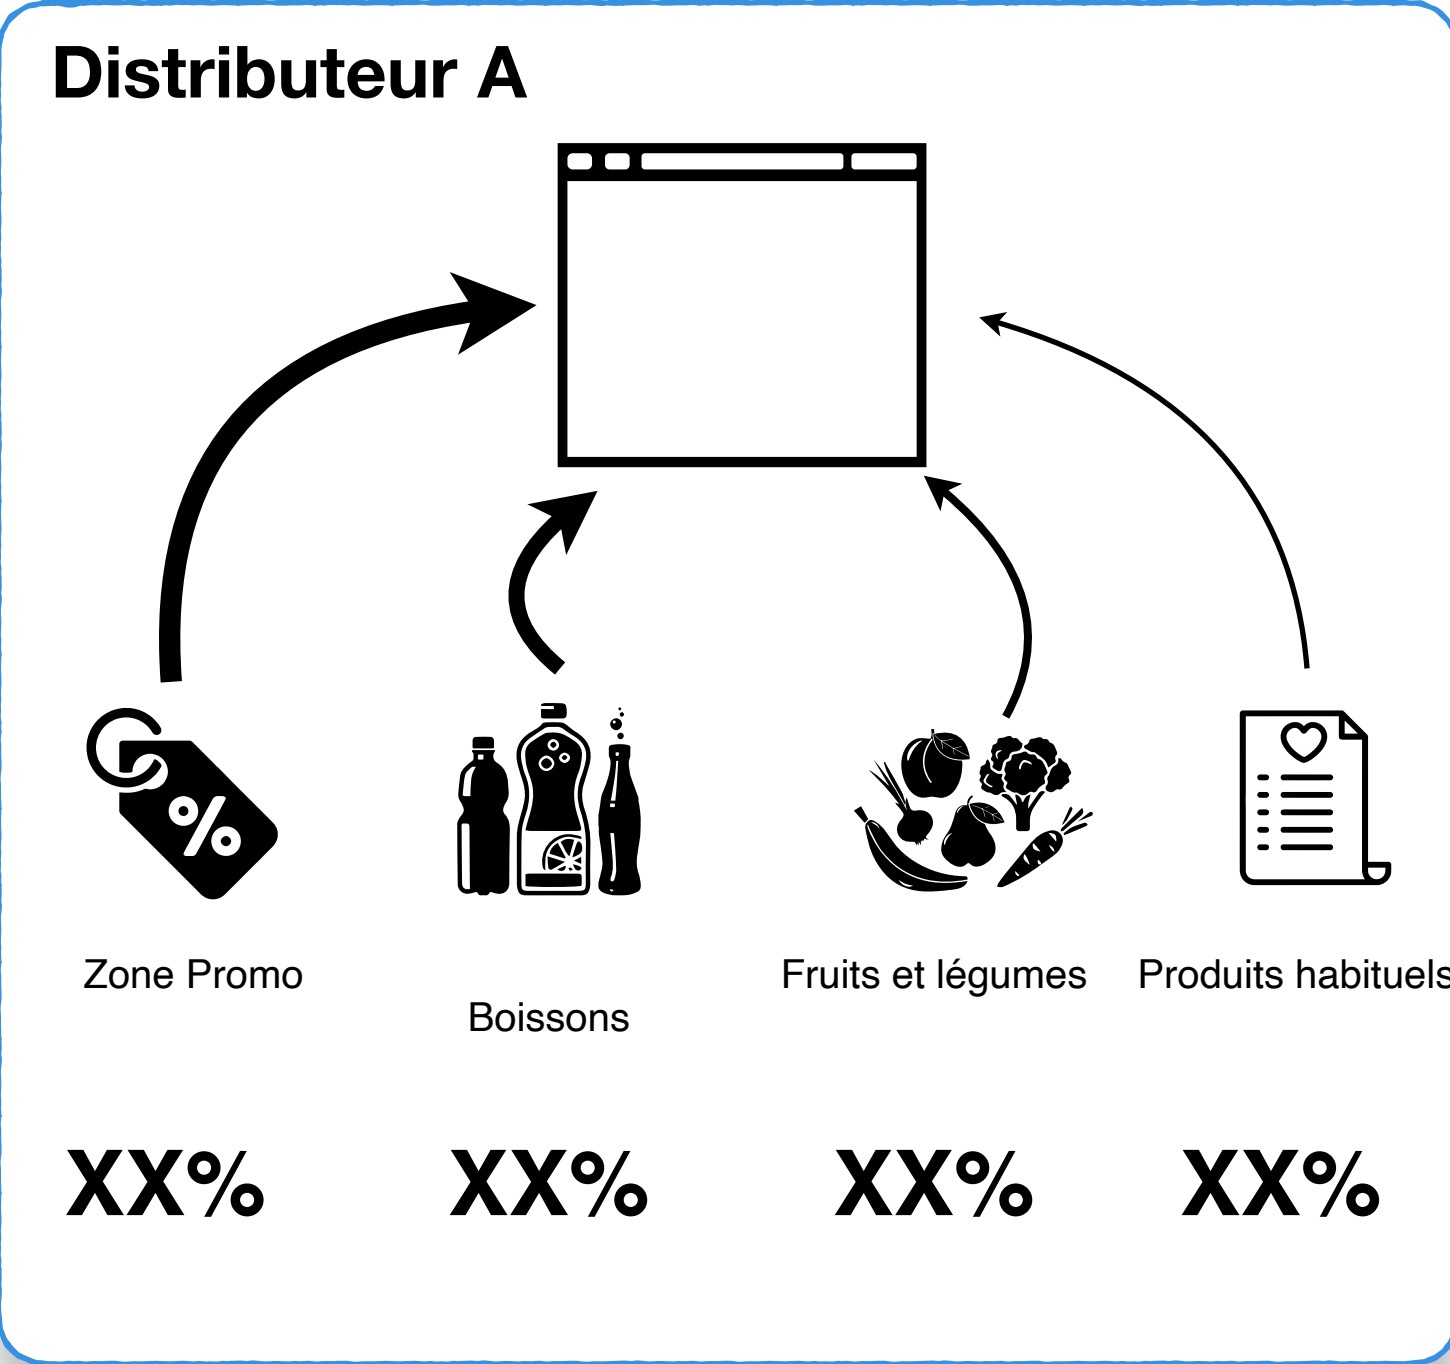 Distributeur A
%
Zone Promo
Boissons
Fruits et légumes
Produits habituels
XX%
XX%
XX%
XX%